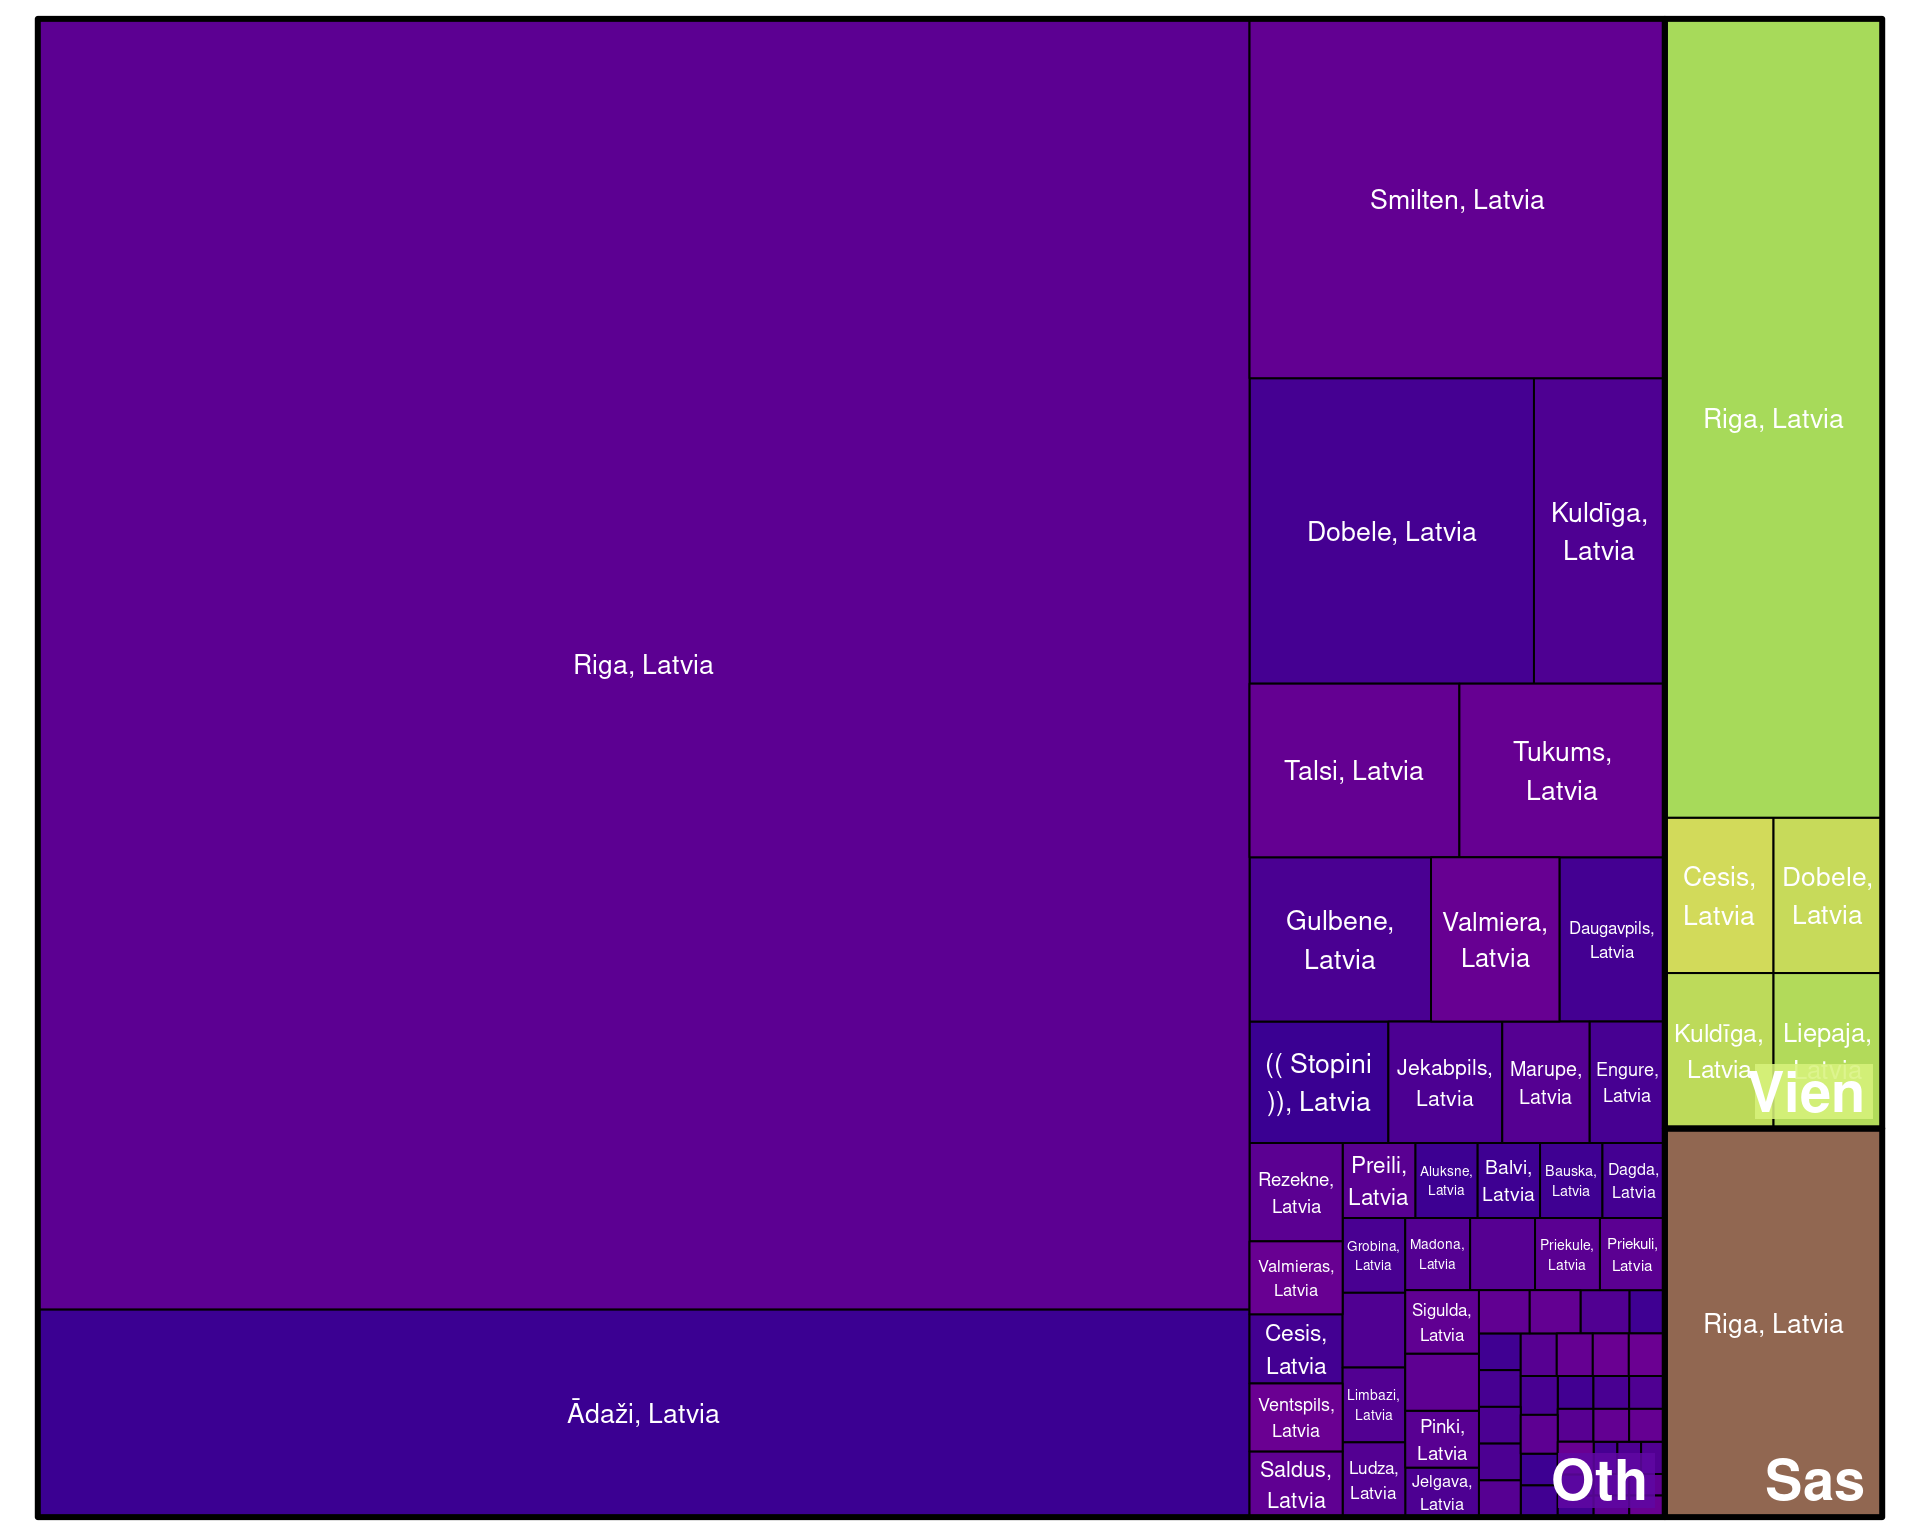 Riga, Latvia
Ādaži, Latvia
Smilten, Latvia
Dobele, Latvia
Kuldīga,
Latvia
Talsi, Latvia
Tukums,
Latvia
Gulbene,
Latvia
Valmiera,
Latvia
Daugavpils,
Latvia
(( Stopini
)), Latvia
Jekabpils,
Latvia
Marupe,
Latvia
Engure,
Latvia
Rezekne,
Latvia
Valmieras,
Latvia
Cesis,
Latvia
Ventspils,
Latvia
Saldus,
Latvia
Preili,
Latvia
Aluksne,
Latvia
Balvi,
Latvia
Bauska,
Latvia
Dagda,
Latvia
Grobina,
Latvia
Madona,
Latvia
Priekule,
Latvia
Priekuli,
Latvia
Limbazi,
Latvia
Ludza,
Latvia
Sigulda,
Latvia
Pinki,
Latvia
Jelgava,
Latvia
Oth
Riga, Latvia
Cesis,
Latvia
Dobele,
Latvia
Kuldīga,
Latvia
Liepaja,
Latvia
Vien
Riga, Latvia
Sas